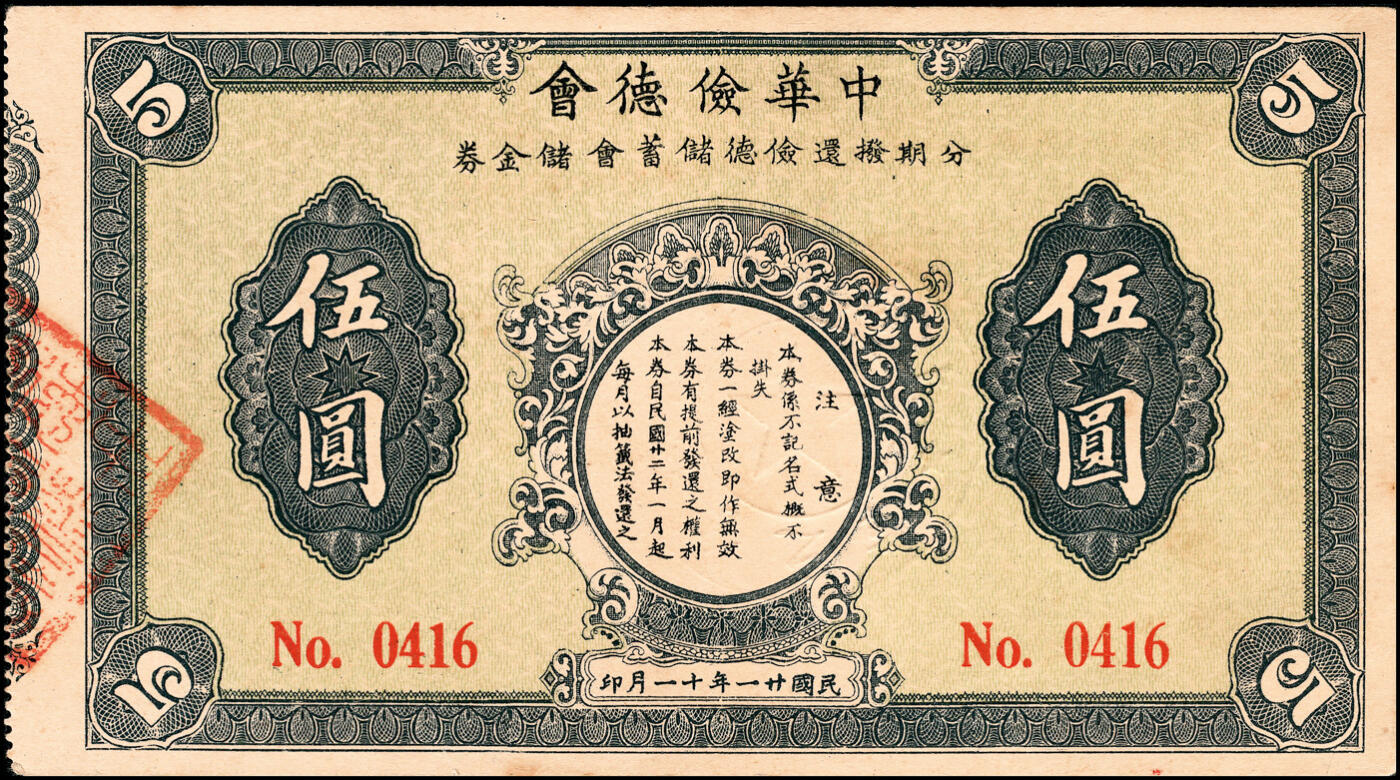 中華儉德會
分期撥還儉德儲蓄會儲金券
伍圓
伍圓
注意
本券係不記名式概不
掛失
本券一經塗改即作無效
本券有提前發還之權利
本券自民國廿二年一月起
每月以抽籤法發還之
No. 0416
No. 0416
民國廿一年十一月印
5
5
5
5